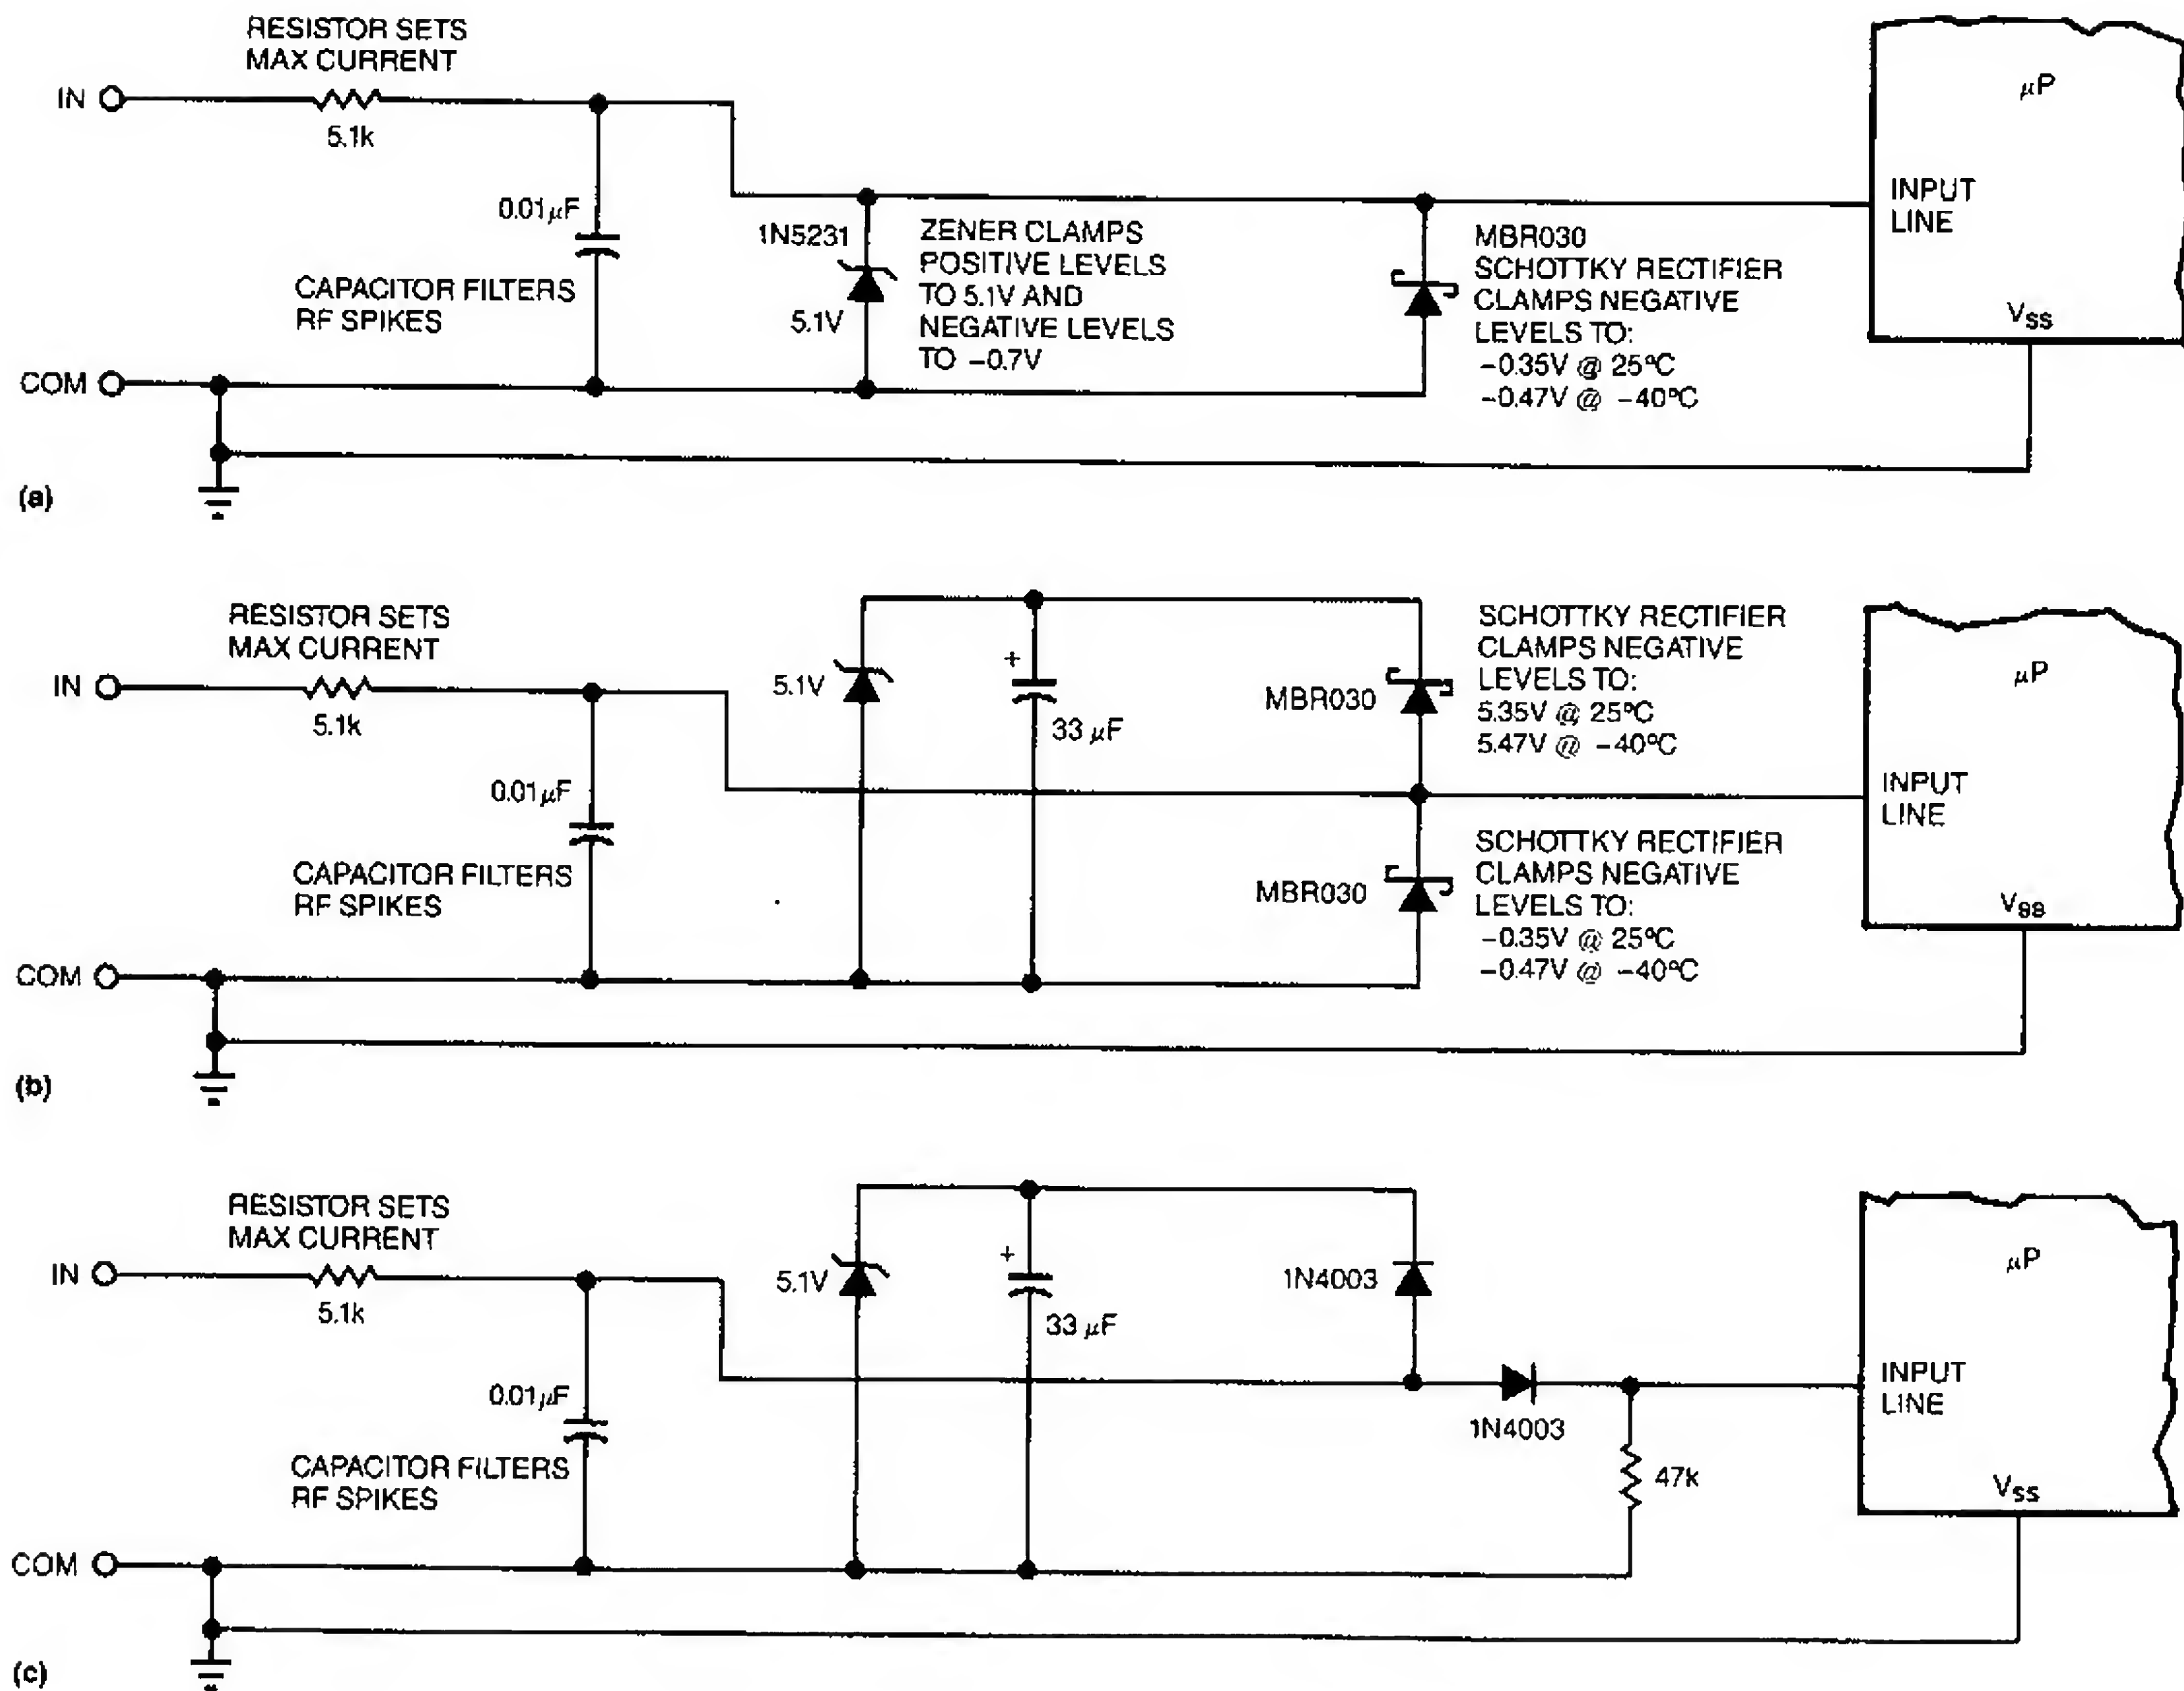 RESISTOR SETS
MAX CURRENT
IN
5.1k
0.01μF
CAPACITOR FILTERS
RF SPIKES
1N5231
5.1V
ZENER CLAMPS
POSITIVE LEVELS
TO 5.1V AND
NEGATIVE LEVELS
TO -0.7V
MBR030
SCHOTTKY RECTIFIER
CLAMPS NEGATIVE
LEVELS TO:
-0.35V @ 25°C
-0.47V @ -40°C
μP
INPUT
LINE
VSS
COM
(a)
RESISTOR SETS
MAX CURRENT
IN
5.1k
0.01μF
CAPACITOR FILTERS
RF SPIKES
5.1V
+
33 μF
MBR030
SCHOTTKY RECTIFIER
CLAMPS NEGATIVE
LEVELS TO:
5.35V @ 25°C
5.47V @ -40°C
MBR030
SCHOTTKY RECTIFIER
CLAMPS NEGATIVE
LEVELS TO:
-0.35V @ 25°C
-0.47V @ -40°C
μP
INPUT
LINE
VSS
COM
(b)
RESISTOR SETS
MAX CURRENT
IN
5.1k
0.01μF
CAPACITOR FILTERS
RF SPIKES
5.1V
+
33 μF
1N4003
1N4003
47k
μP
INPUT
LINE
VSS
COM
(c)